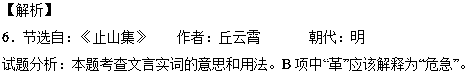 【解析】
6．节选自：《止山集》 作者：丘云霄 朝代：明
试题分析：本题考查文言实词的意思和用法。B 项中“革”应该解释为“危急”。